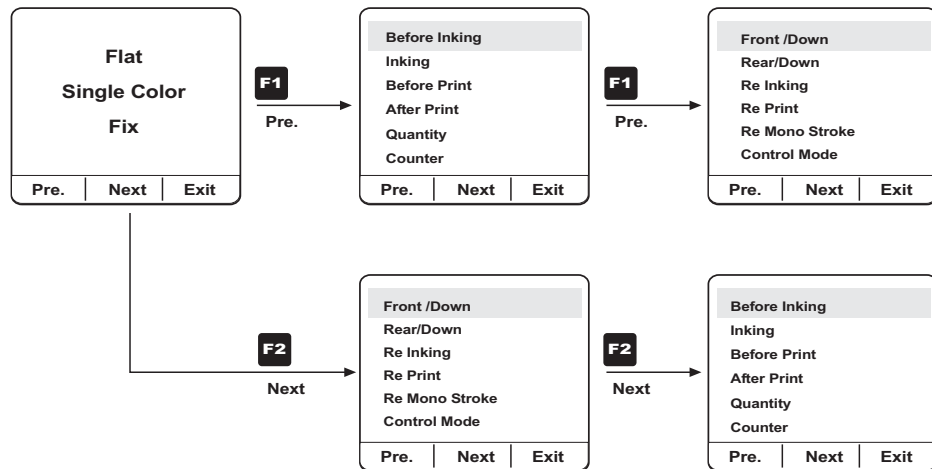 Flat
Single Color
Fix
Pre. Next Exit
F1
Pre.
Before Inking
Inking
Before Print
After Print
Quantity
Counter
Pre. Next Exit
F1
Pre.
Front /Down
Rear/Down
Re Inking
Re Print
Re Mono Stroke
Control Mode
Pre. Next Exit
F2
Next
Front /Down
Rear/Down
Re Inking
Re Print
Re Mono Stroke
Control Mode
Pre. Next Exit
F2
Next
Before Inking
Inking
Before Print
After Print
Quantity
Counter
Pre. Next Exit